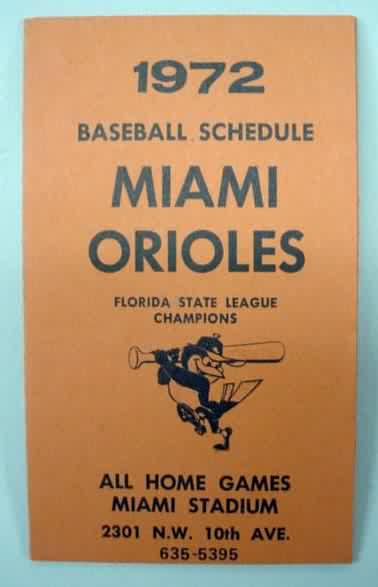 1972
BASEBALL SCHEDULE
MIAMI
ORIOLES
FLORIDA STATE LEAGUE
CHAMPIONS
ALL HOME GAMES
MIAMI STADIUM
2301 N.W. 10th AVE.
635-5395